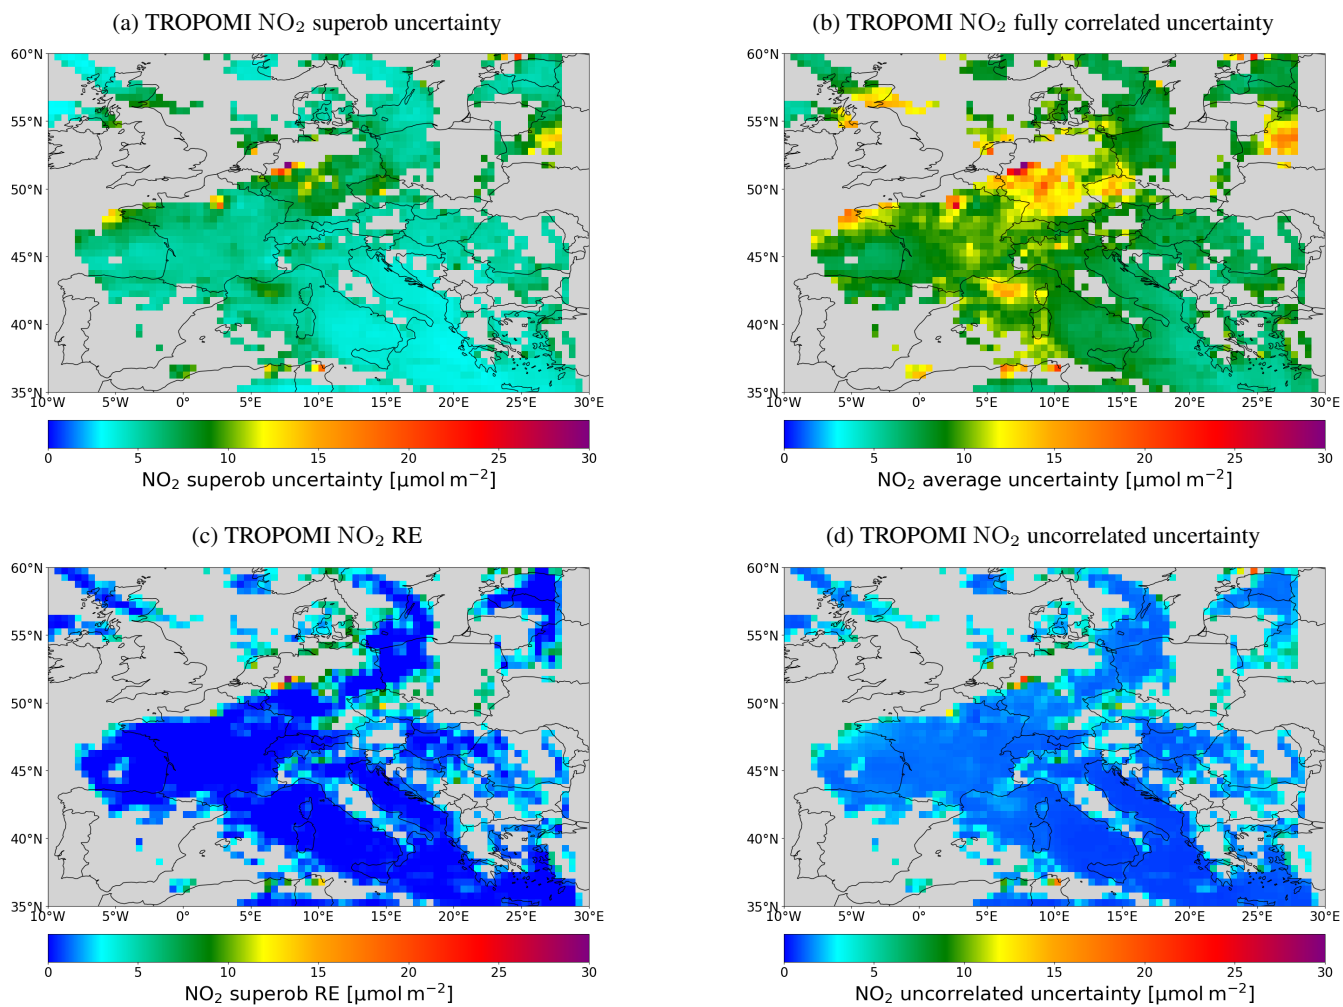 (a) TROPOMI NO₂ superob uncertainty
(b) TROPOMI NO₂ fully correlated uncertainty
60°N
55°N
50°N
45°N
40°N
35°N
10°W 5°W 0° 5°E 10°E 15°E 20°E 25°E 30°E
0 5 10 15 20 25 30
NO₂ superob uncertainty [µmol m⁻²]
60°N
55°N
50°N
45°N
40°N
35°N
10°W 5°W 0° 5°E 10°E 15°E 20°E 25°E 30°E
0 5 10 15 20 25 30
NO₂ average uncertainty [µmol m⁻²]
(c) TROPOMI NO₂ RE
(d) TROPOMI NO₂ uncorrelated uncertainty
60°N
55°N
50°N
45°N
40°N
35°N
10°W 5°W 0° 5°E 10°E 15°E 20°E 25°E 30°E
0 5 10 15 20 25 30
NO₂ superob RE [µmol m⁻²]
60°N
55°N
50°N
45°N
40°N
35°N
10°W 5°W 0° 5°E 10°E 15°E 20°E 25°E 30°E
0 5 10 15 20 25 30
NO₂ uncorrelated uncertainty [µmol m⁻²]